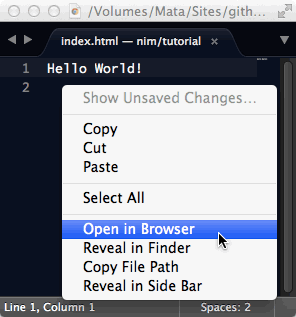 /Volumes/Mata/Sites/gith…
index.html — nim/tutorial ×
1 Hello World!
2
Show Unsaved Changes…
Copy
Cut
Paste
Select All
Open in Browser
Reveal in Finder
Copy File Path
Reveal in Side Bar
Line 1, Column 1 Spaces: 2